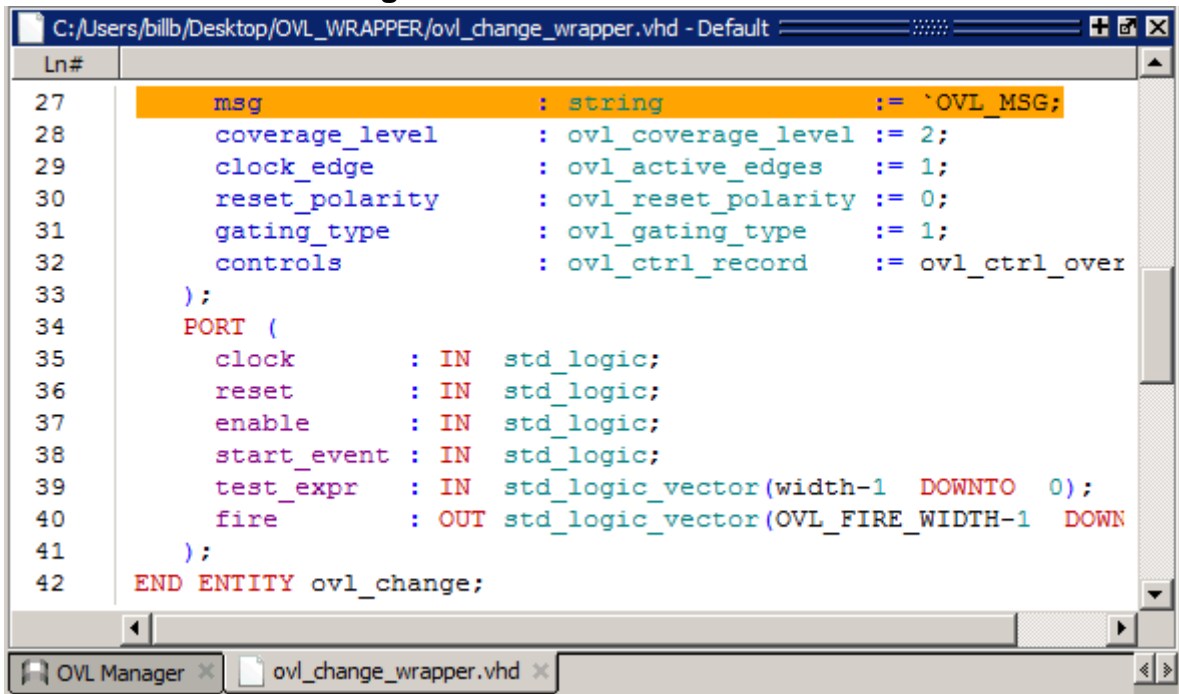 C:/Users/billb/Desktop/OVL_WRAPPER/ovl_change_wrapper.vhd - Default
Ln#
27 msg : string := `OVL_MSG;
28 coverage_level : ovl_coverage_level := 2;
29 clock_edge : ovl_active_edges := 1;
30 reset_polarity : ovl_reset_polarity := 0;
31 gating_type : ovl_gating_type := 1;
32 controls : ovl_ctrl_record := ovl_ctrl_over
33 );
34 PORT (
35 clock : IN std_logic;
36 reset : IN std_logic;
37 enable : IN std_logic;
38 start_event : IN std_logic;
39 test_expr : IN std_logic_vector(width-1 DOWNTO 0);
40 fire : OUT std_logic_vector(OVL_FIRE_WIDTH-1 DOWN
41 );
42 END ENTITY ovl_change;
OVL Manager ovl_change_wrapper.vhd